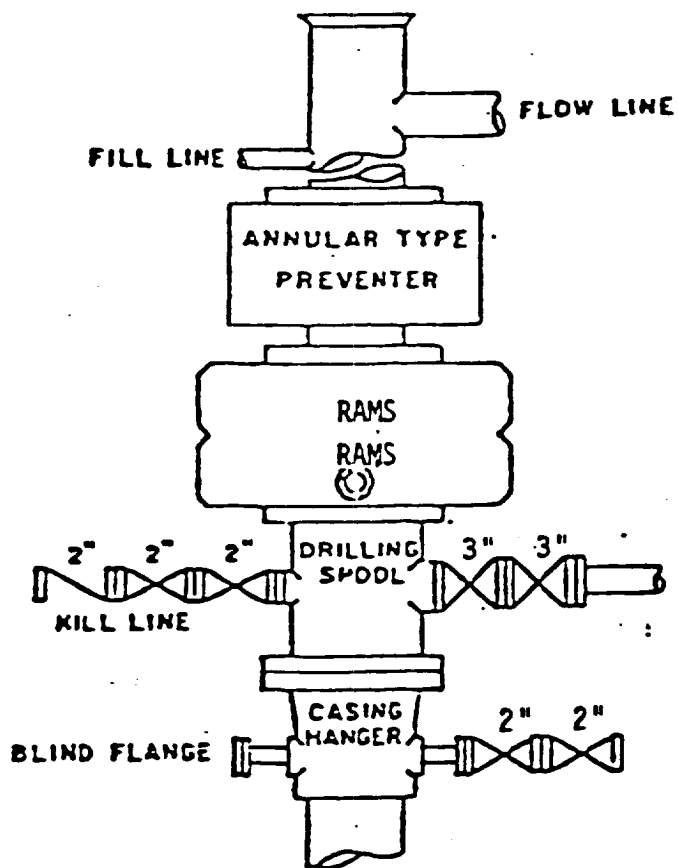 FLOW LINE
FILL LINE
ANNULAR TYPE
PREVENTER
RAMS
RAMS
DRILLING
SPOOL
2" 2" 2"
3" 3"
KILL LINE
CASING
HANGER
2" 2"
BLIND FLANGE